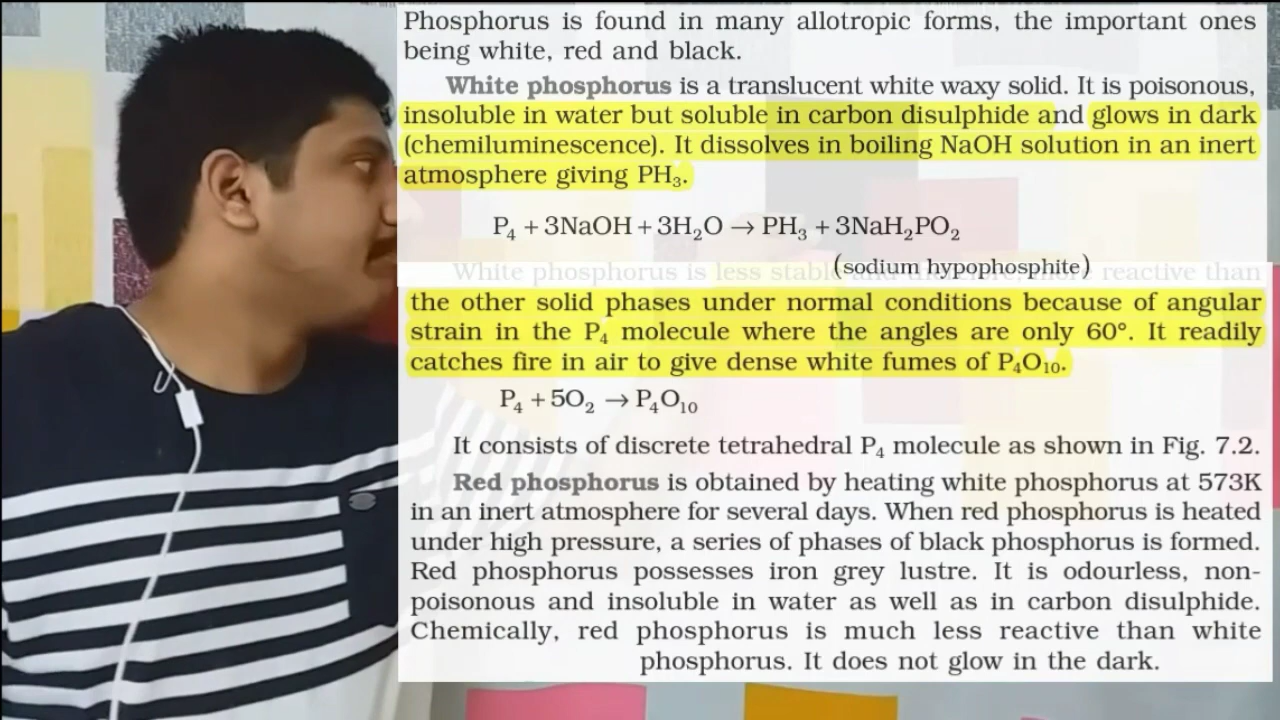 Phosphorus is found in many allotropic forms, the important ones
being white, red and black.
White phosphorus is a translucent white waxy solid. It is poisonous,
insoluble in water but soluble in carbon disulphide and glows in dark
(chemiluminescence). It dissolves in boiling NaOH solution in an inert
atmosphere giving PH₃.
P₄ + 3NaOH + 3H₂O → PH₃ + 3NaH₂PO₂
(sodium hypophosphite)
White phosphorus is less stable and therefore, more reactive than
the other solid phases under normal conditions because of angular
strain in the P₄ molecule where the angles are only 60°. It readily
catches fire in air to give dense white fumes of P₄O₁₀.
P₄ + 5O₂ → P₄O₁₀
It consists of discrete tetrahedral P₄ molecule as shown in Fig. 7.2.
Red phosphorus is obtained by heating white phosphorus at 573K
in an inert atmosphere for several days. When red phosphorus is heated
under high pressure, a series of phases of black phosphorus is formed.
Red phosphorus possesses iron grey lustre. It is odourless, non-
poisonous and insoluble in water as well as in carbon disulphide.
Chemically, red phosphorus is much less reactive than white
phosphorus. It does not glow in the dark.